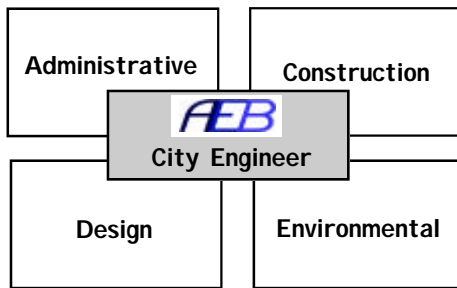 Administrative
Construction
AEB
City Engineer
Design
Environmental